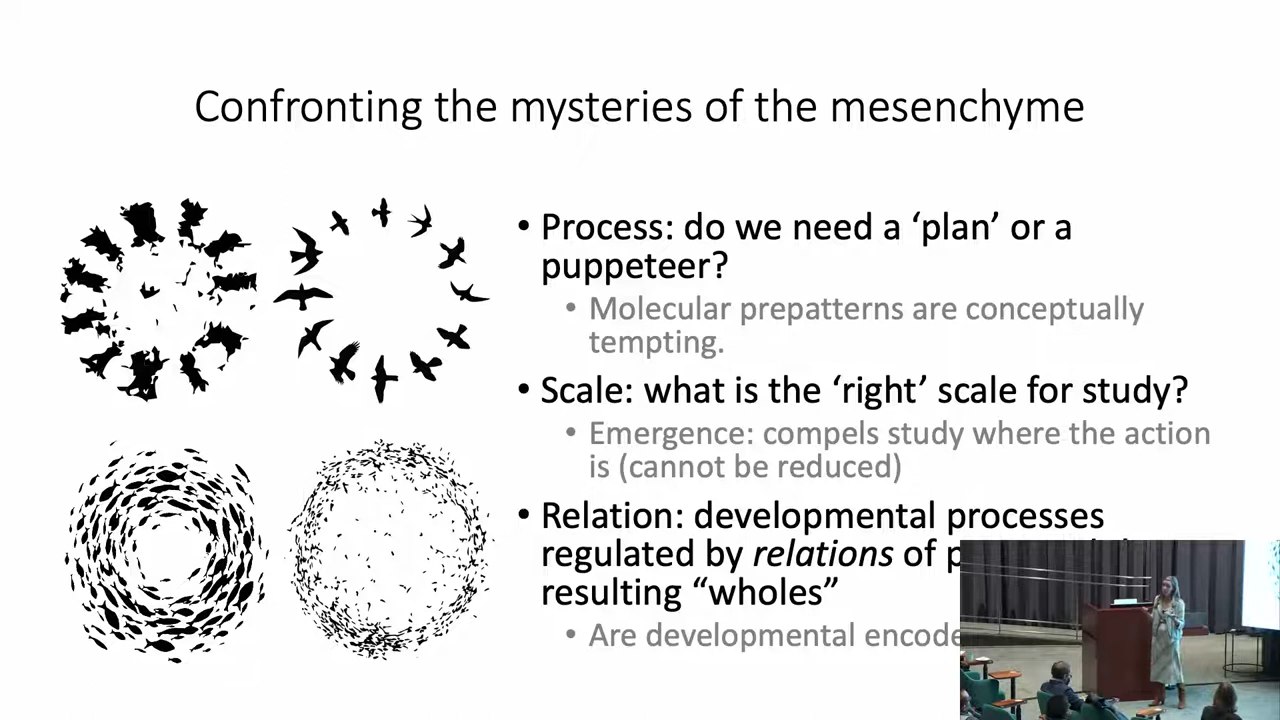 Confronting the mysteries of the mesenchyme
• Process: do we need a ‘plan’ or a
puppeteer?
• Molecular prepatterns are conceptually
tempting.
• Scale: what is the ‘right’ scale for study?
• Emergence: compels study where the action
is (cannot be reduced)
• Relation: developmental processes
regulated by relations of
resulting “wholes”
• Are developmental